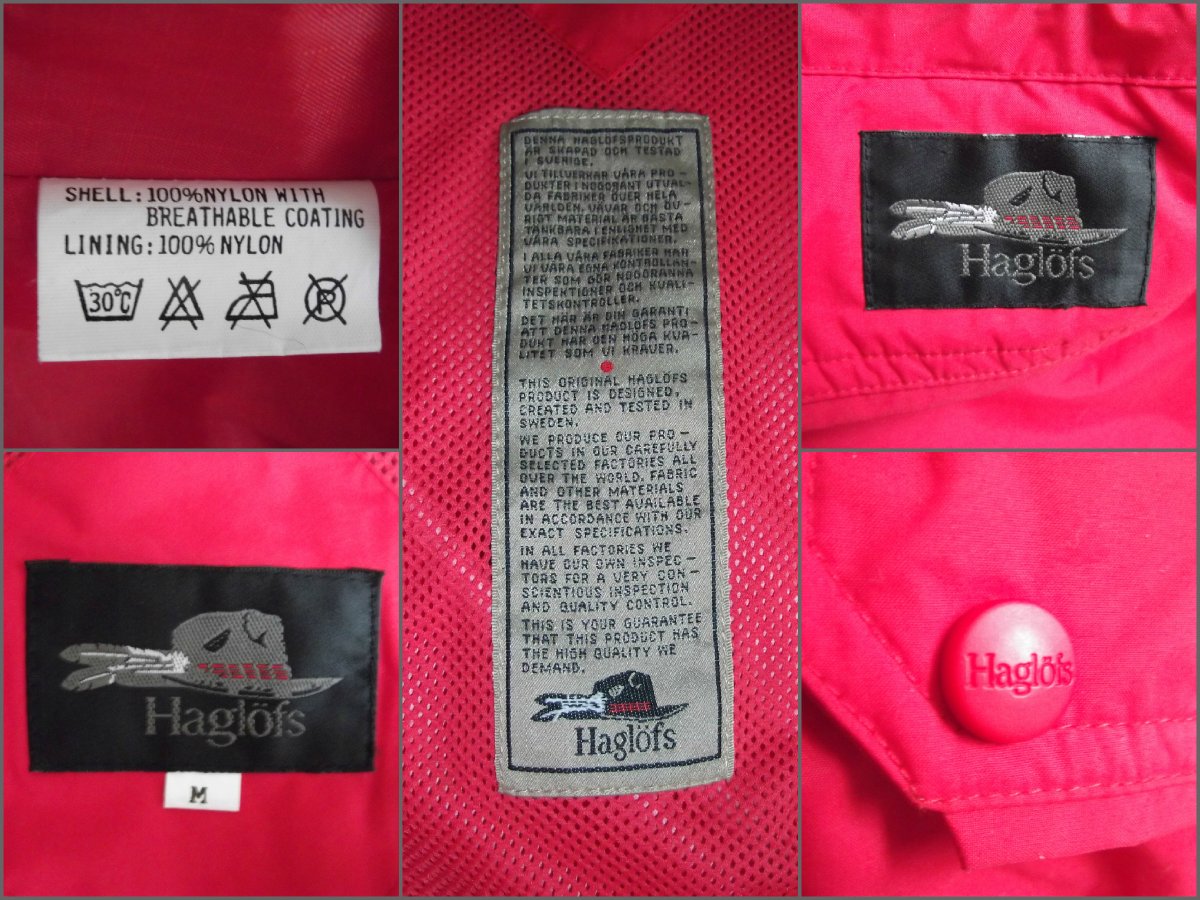 SHELL: 100%NYLON WITH
BREATHABLE COATING
LINING: 100% NYLON
30°C
P
DENNA HAGLÖFSPRODUKT
ÄR SKAPAD OCH TESTAD
I SVERIGE.
VI TILLVERKAR VÅRA PRO-
DUKTER I NOGGRANT UTVAL-
DA FABRIKER ÖVER HELA
VÄRLDEN. VÄVAR OCH ÖV-
RIGT MATERIAL ÄR BÄSTA
TÄNKBARA I ENLIGHET MED
VÅRA SPECIFIKATIONER.
I ALLA VÅRA FABRIKER HAR
VI VÅRA EGNA KONTROLLAN-
TER SOM GÖR NOGGRANNA
INSPEKTIONER OCH KVALI-
TETSKONTROLLER.
DET HÄR ÄR DIN GARANTI
ATT DENNA HAGLÖFS PRO-
DUKT HAR DEN HÖGA KVA-
LITET SOM VI KRÄVER.
THIS ORIGINAL HAGLÖFS
PRODUCT IS DESIGNED,
CREATED AND TESTED IN
SWEDEN.
WE PRODUCE OUR PRO-
DUCTS IN OUR CAREFULLY
SELECTED FACTORIES ALL
OVER THE WORLD. FABRIC
AND OTHER MATERIALS
ARE THE BEST AVAILABLE
IN ACCORDANCE WITH OUR
EXACT SPECIFICATIONS.
IN ALL FACTORIES WE
HAVE OUR OWN INSPEC-
TORS FOR A VERY CON-
SCIENTIOUS INSPECTION
AND QUALITY CONTROL.
THIS IS YOUR GUARANTEE
THAT THIS PRODUCT HAS
THE HIGH QUALITY WE
DEMAND.
Haglöfs
Haglöfs
Haglöfs
M
Haglöfs